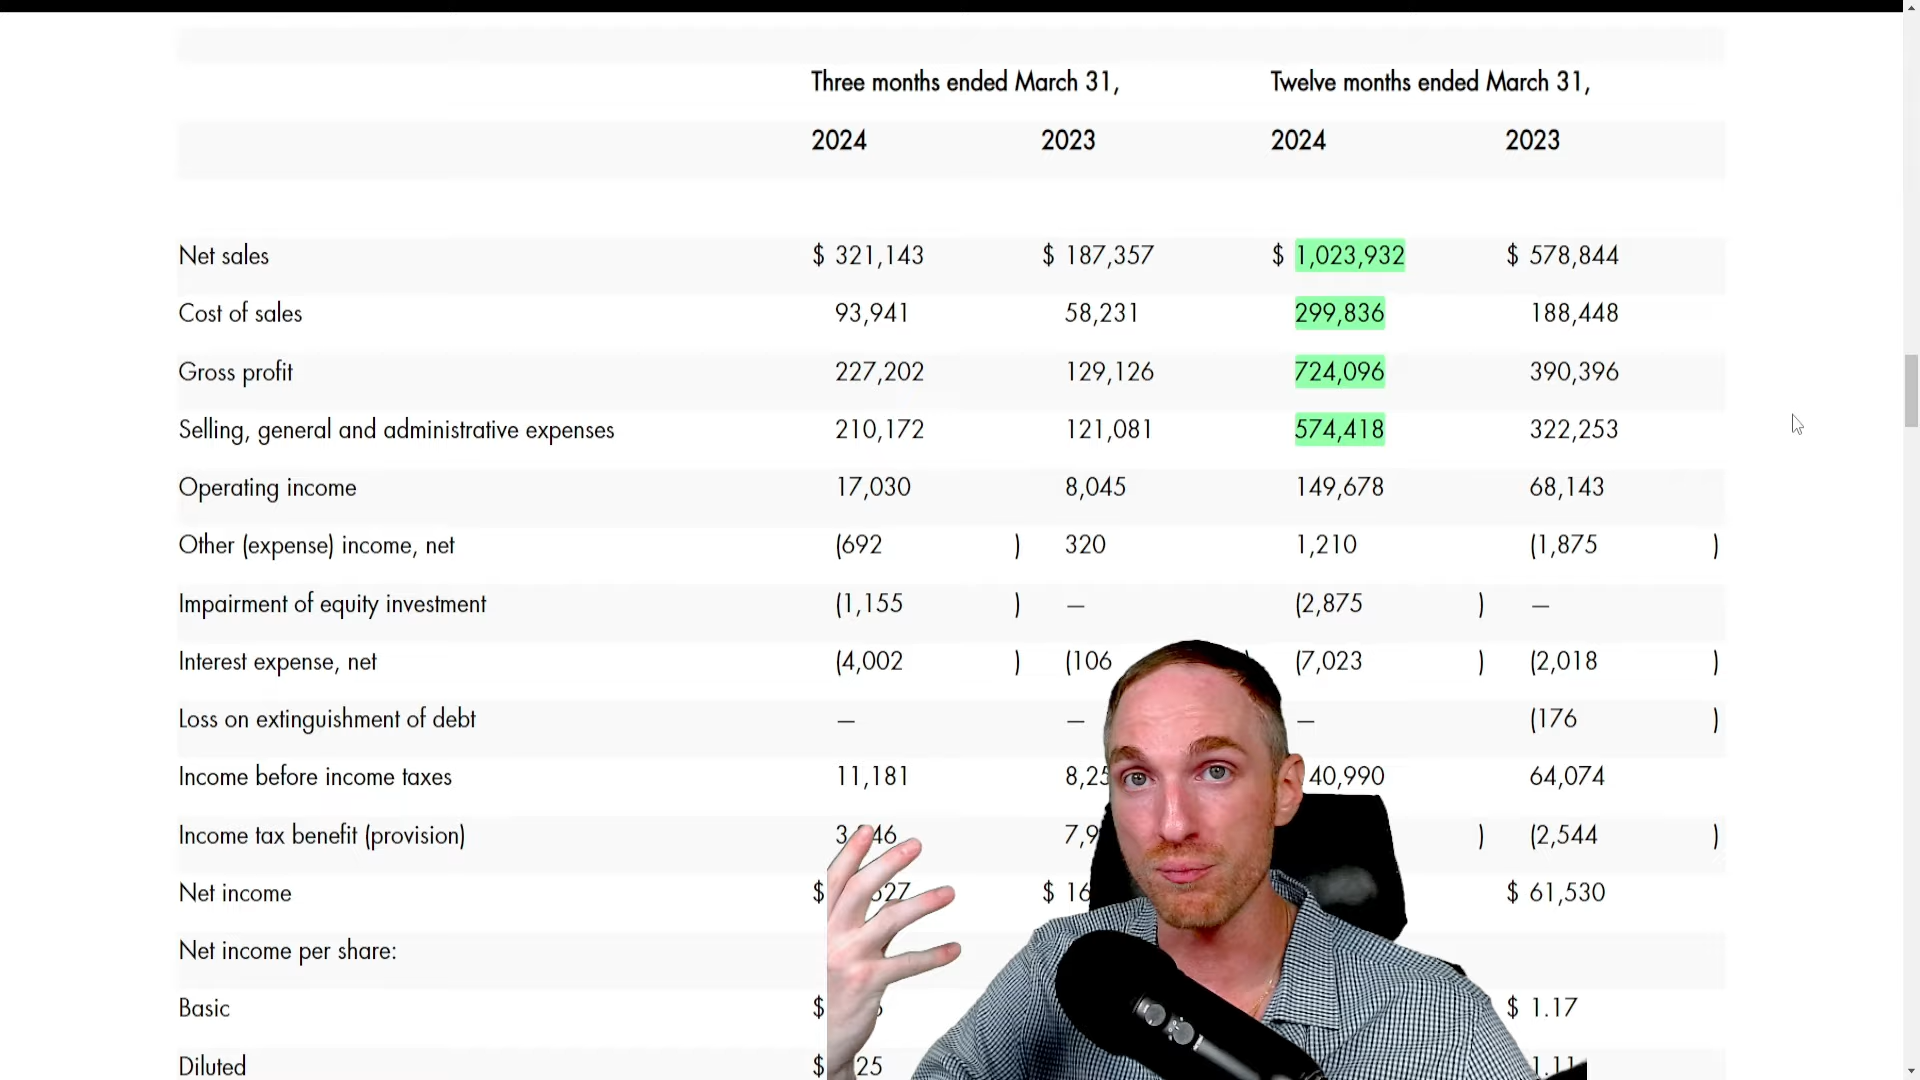 Three months ended March 31, Twelve months ended March 31,
2024 2023 2024 2023
Net sales $ 321,143 $ 187,357 $ 1,023,932 $ 578,844
Cost of sales 93,941 58,231 299,836 188,448
Gross profit 227,202 129,126 724,096 390,396
Selling, general and administrative expenses 210,172 121,081 574,418 322,253
Operating income 17,030 8,045 149,678 68,143
Other (expense) income, net (692 ) 320 1,210 (1,875 )
Impairment of equity investment (1,155 ) — (2,875 ) —
Interest expense, net (4,002 ) (106 ) (7,023 ) (2,018 )
Loss on extinguishment of debt — — — (176 )
Income before income taxes 11,181 64,074
Income tax benefit (provision) ) (2,544 )
Net income $ $ $ 61,530
Net income per share:
Basic $ $ 1.17
Diluted $